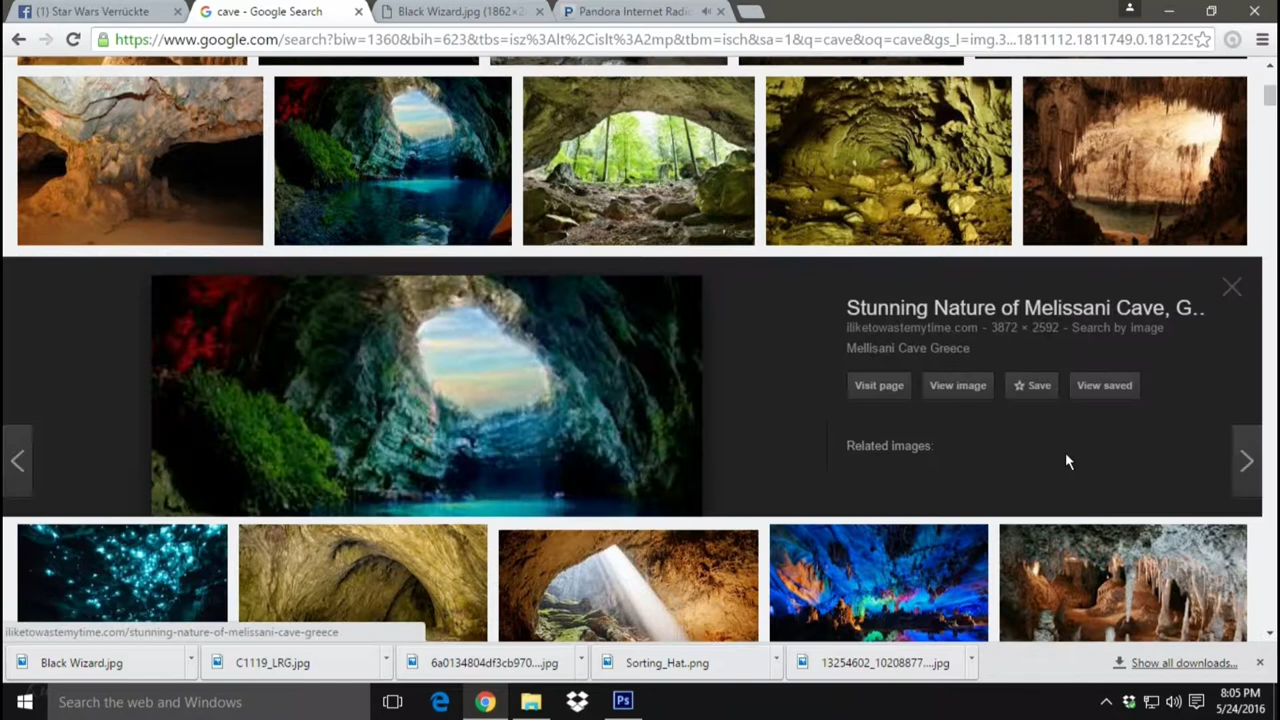 (1) Star Wars Verrückte
cave - Google Search
Black Wizard.jpg (1862×2
Pandora Internet Radi
https://www.google.com/search?biw=1360&bih=623&tbs=isz%3Alt%2Cislt%3A2mp&tbm=isch&sa=1&q=cave&oq=cave&gs_l=img.3...1811112.1811749.0.181229
Stunning Nature of Melissani Cave, G..
iliketowastemytime.com - 3872 × 2592 - Search by image
Mellisani Cave Greece
Visit page
View image
Save
View saved
Related images:
iliketowastemytime.com/stunning-nature-of-melissani-cave-greece
Black Wizard.jpg
C1119_LRG.jpg
6a0134804df3cb970....jpg
Sorting_Hat..png
13254602_10208877....jpg
Show all downloads...
Search the web and Windows
Ps
8:05 PM
5/24/2016